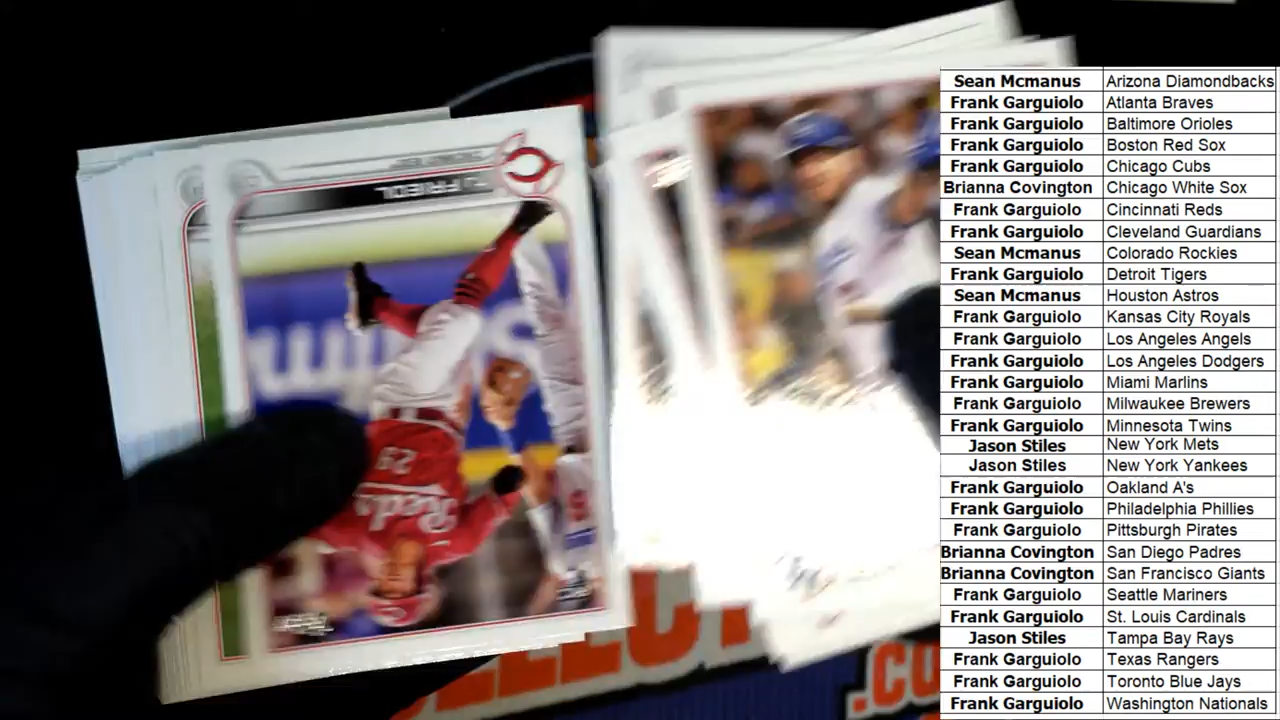 Sean Mcmanus Arizona Diamondbacks
Frank Garguiolo Atlanta Braves
Frank Garguiolo Baltimore Orioles
Frank Garguiolo Boston Red Sox
Frank Garguiolo Chicago Cubs
Brianna Covington Chicago White Sox
Frank Garguiolo Cincinnati Reds
Frank Garguiolo Cleveland Guardians
Sean Mcmanus Colorado Rockies
Frank Garguiolo Detroit Tigers
Sean Mcmanus Houston Astros
Frank Garguiolo Kansas City Royals
Frank Garguiolo Los Angeles Angels
Frank Garguiolo Los Angeles Dodgers
Frank Garguiolo Miami Marlins
Frank Garguiolo Milwaukee Brewers
Frank Garguiolo Minnesota Twins
Jason Stiles New York Mets
Jason Stiles New York Yankees
Frank Garguiolo Oakland A's
Frank Garguiolo Philadelphia Phillies
Frank Garguiolo Pittsburgh Pirates
Brianna Covington San Diego Padres
Brianna Covington San Francisco Giants
Frank Garguiolo Seattle Mariners
Frank Garguiolo St. Louis Cardinals
Jason Stiles Tampa Bay Rays
Frank Garguiolo Texas Rangers
Frank Garguiolo Toronto Blue Jays
Frank Garguiolo Washington Nationals
FRIEDL
29
Reds
Topps